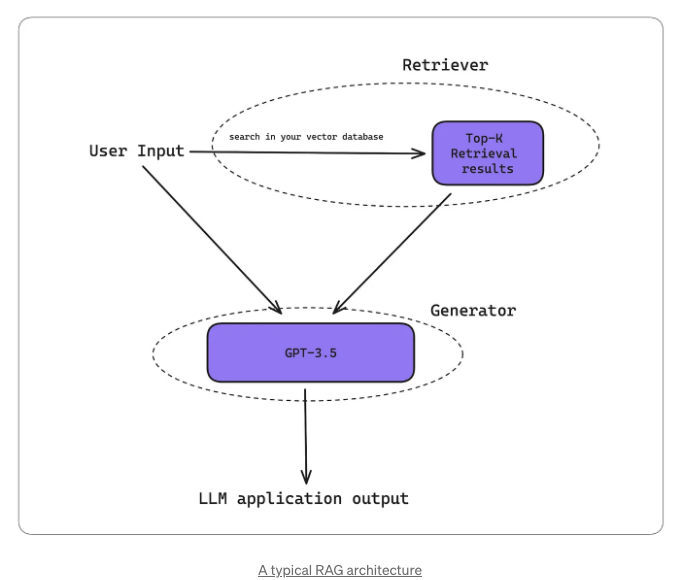 Retriever
search in your vector database
User Input
Top-K
Retrieval
results
Generator
GPT-3.5
LLM application output
A typical RAG architecture